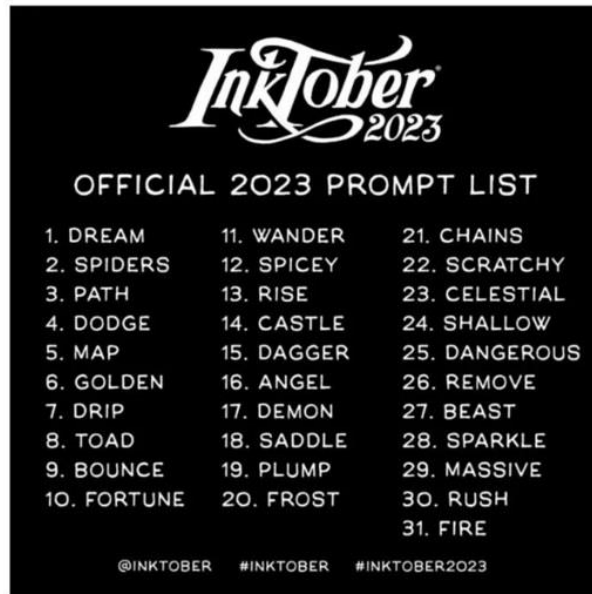 InkTober
2023
OFFICIAL 2023 PROMPT LIST
1. DREAM
2. SPIDERS
3. PATH
4. DODGE
5. MAP
6. GOLDEN
7. DRIP
8. TOAD
9. BOUNCE
10. FORTUNE
11. WANDER
12. SPICEY
13. RISE
14. CASTLE
15. DAGGER
16. ANGEL
17. DEMON
18. SADDLE
19. PLUMP
20. FROST
21. CHAINS
22. SCRATCHY
23. CELESTIAL
24. SHALLOW
25. DANGEROUS
26. REMOVE
27. BEAST
28. SPARKLE
29. MASSIVE
30. RUSH
31. FIRE
@INKTOBER #INKTOBER #INKTOBER2023